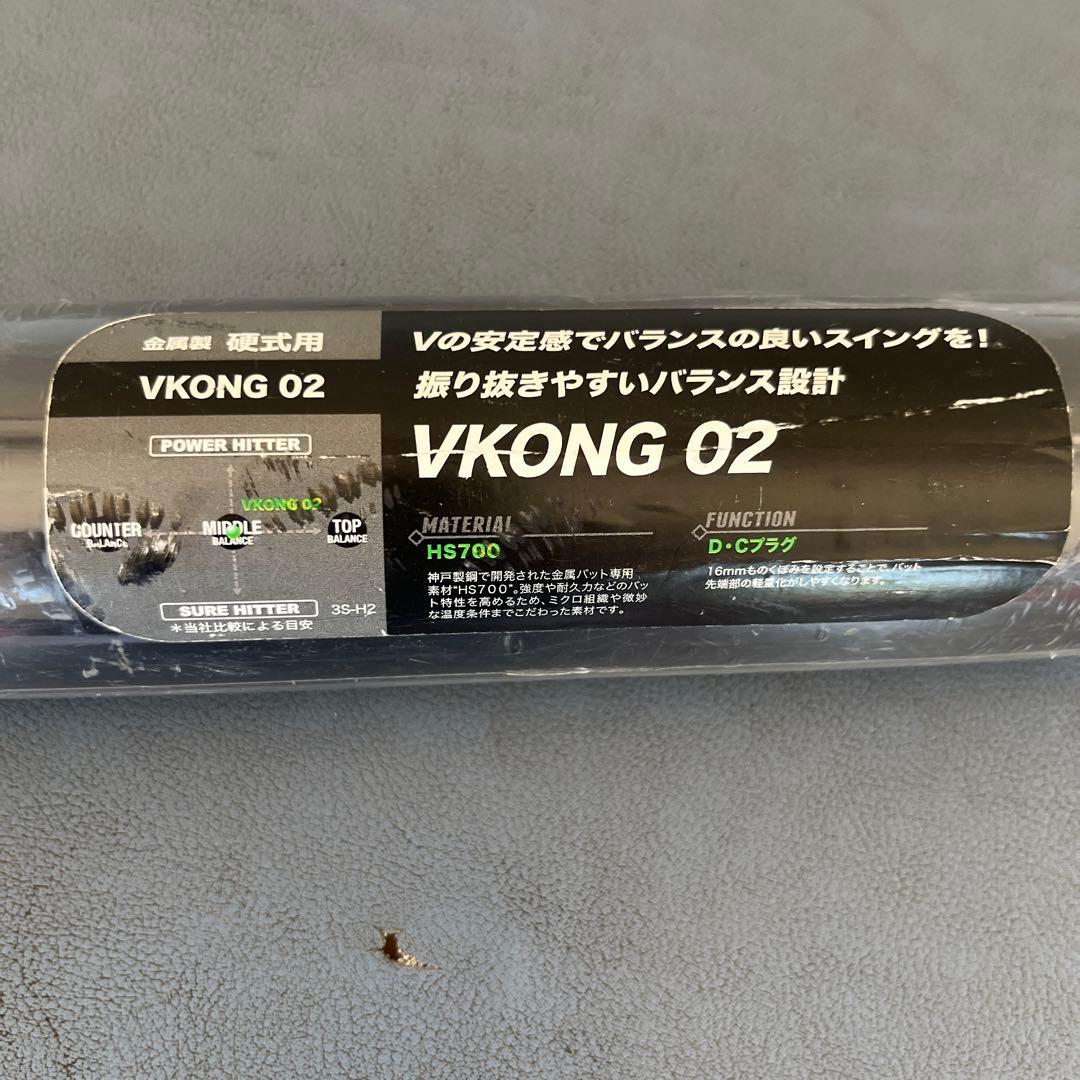 金属製 硬式用
VKONG 02
POWER HITTER
VKONG 02
COUNTER
BALANCE
MIDDLE
BALANCE
TOP
BALANCE
SURE HITTER
3S-H2
＊当社比較による目安
Vの安定感でバランスの良いスイングを！
振り抜きやすいバランス設計
VKONG 02
MATERIAL
HS700
神戸製鋼で開発された金属バット専用
素材“HS700”。強度や耐久力などのバッ
ト特性を高めるため、ミクロ組織や微妙
な温度条件までこだわった素材です。
FUNCTION
D・Cプラグ
16mmものくぼみを設定することで、バット
先端部の軽量化がしやすくなります。